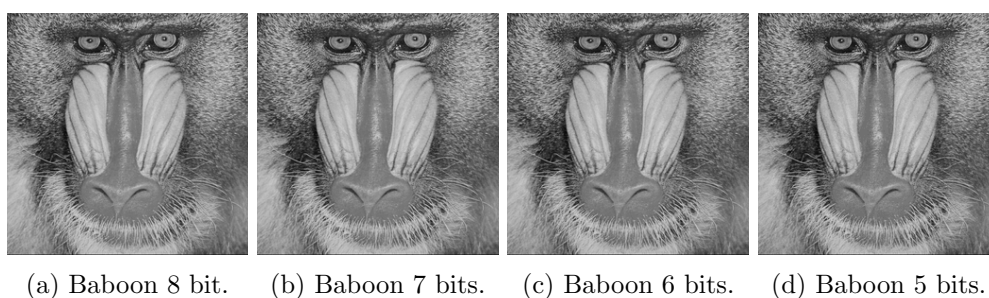 (a) Baboon 8 bit.
(b) Baboon 7 bits.
(c) Baboon 6 bits.
(d) Baboon 5 bits.